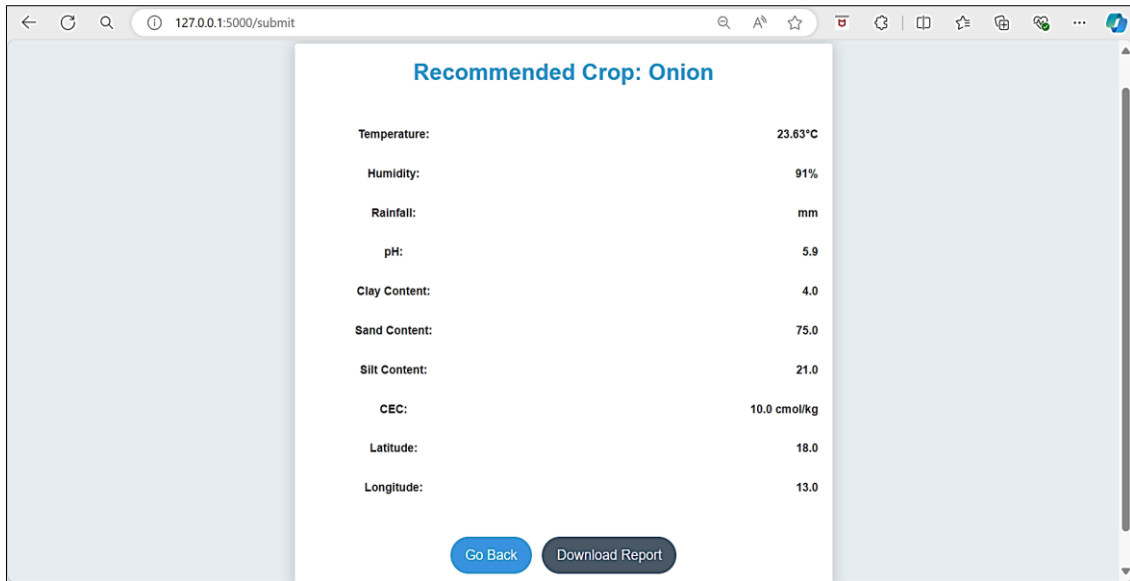 127.0.0.1:5000/submit
Recommended Crop: Onion
Temperature: 23.63°C
Humidity: 91%
Rainfall: mm
pH: 5.9
Clay Content: 4.0
Sand Content: 75.0
Silt Content: 21.0
CEC: 10.0 cmol/kg
Latitude: 18.0
Longitude: 13.0
Go Back Download Report